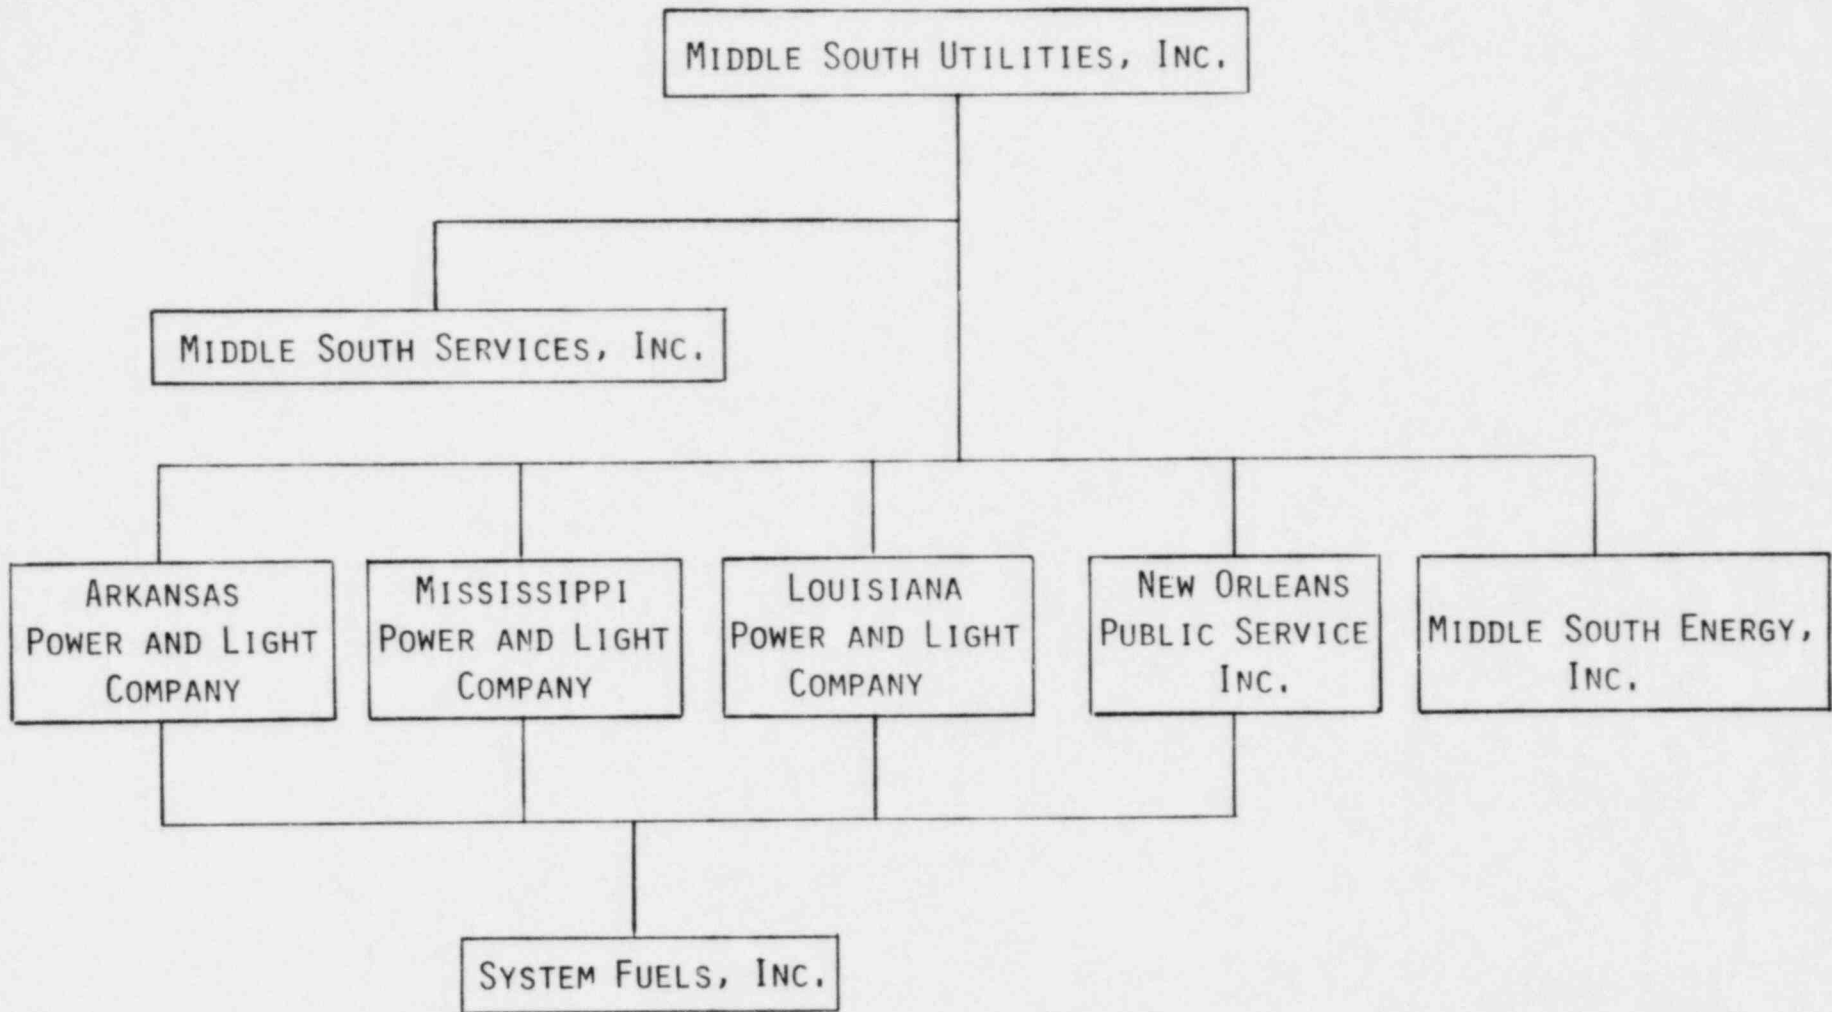 MIDDLE SOUTH UTILITIES, INC.
MIDDLE SOUTH SERVICES, INC.
ARKANSAS
POWER AND LIGHT
COMPANY
MISSISSIPPI
POWER AND LIGHT
COMPANY
LOUISIANA
POWER AND LIGHT
COMPANY
NEW ORLEANS
PUBLIC SERVICE
INC.
MIDDLE SOUTH ENERGY,
INC.
SYSTEM FUELS, INC.